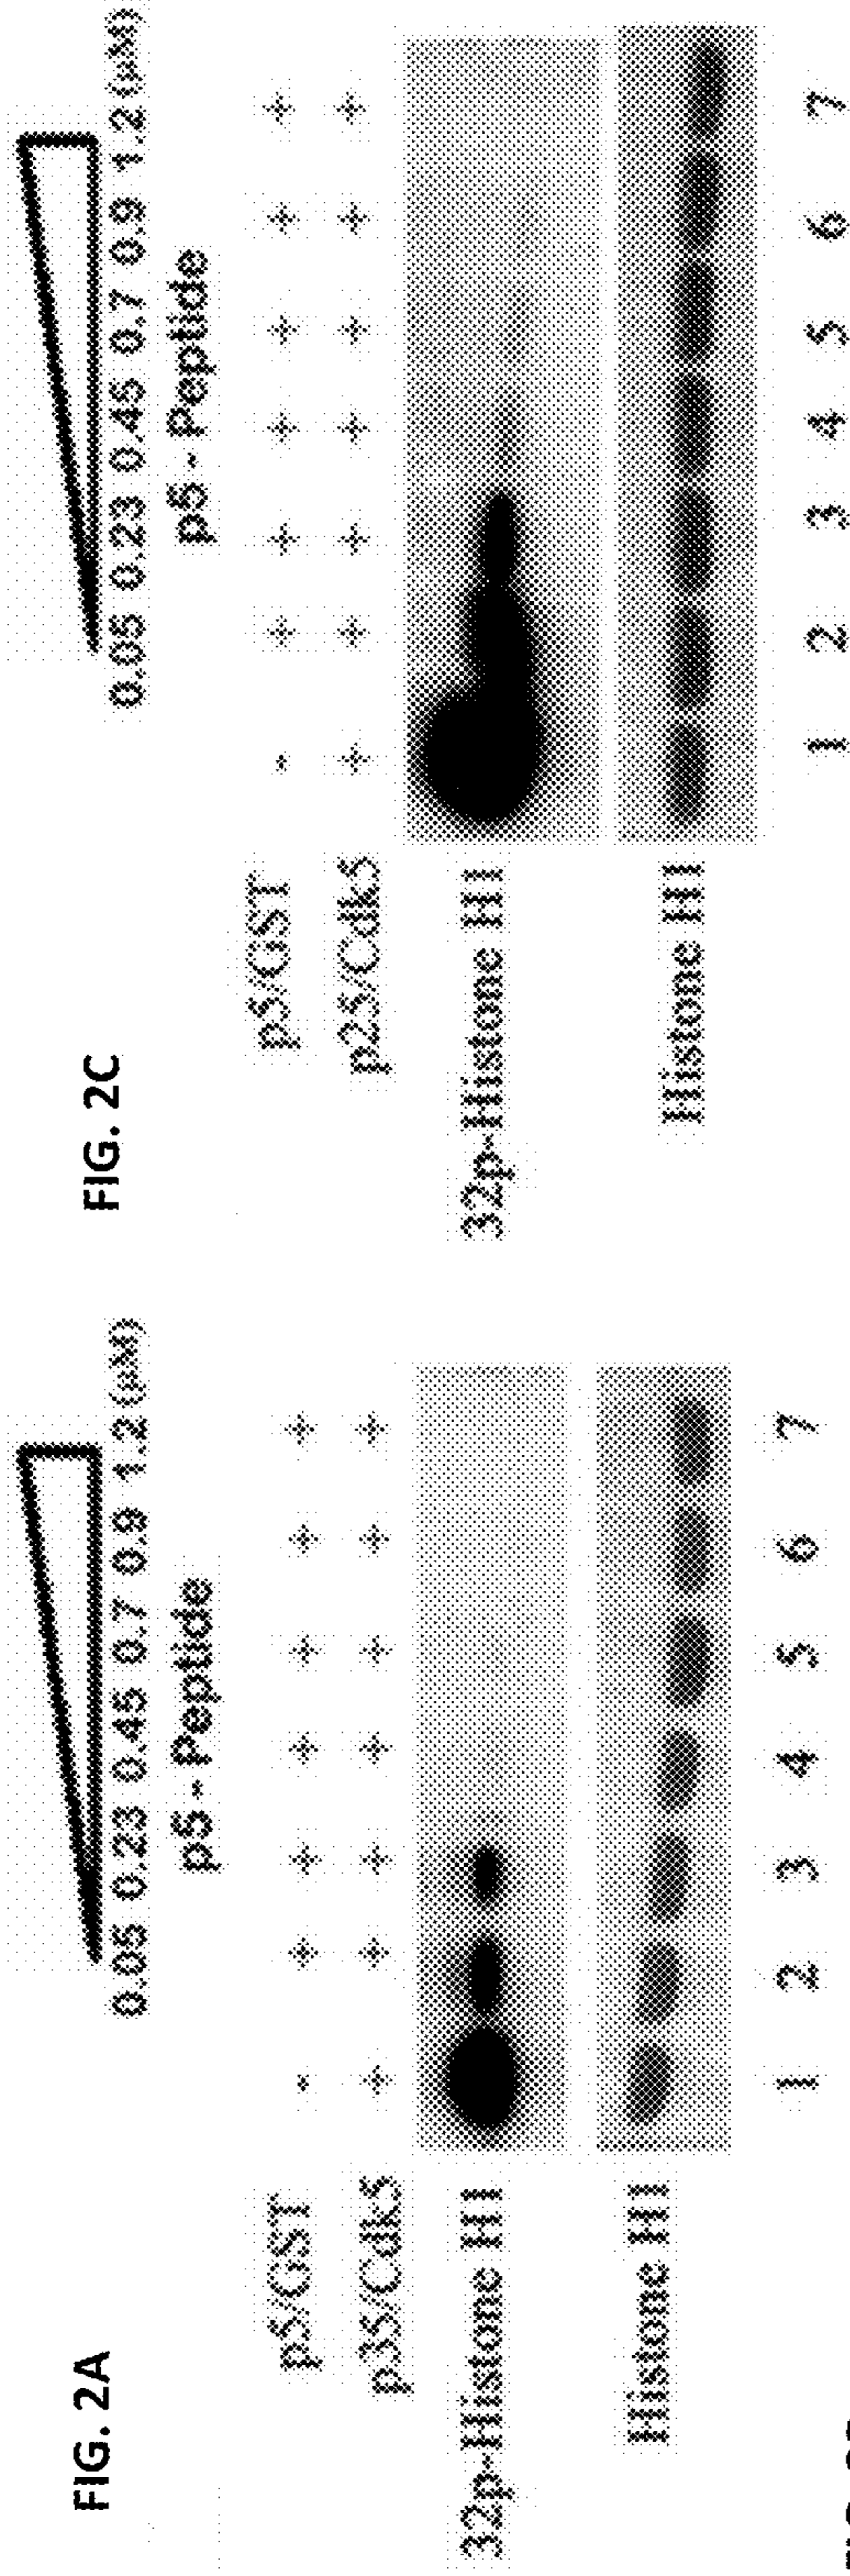 FIG. 2A
0.05 0.23 0.45 0.7 0.9 1.2 (µM)
p5 - Peptide
p5/GST - + + + + + +
p35/Cdk5 + + + + + + +
32p-Histone H1
Histone H1
1 2 3 4 5 6 7
FIG. 2C
0.05 0.23 0.45 0.7 0.9 1.2 (µM)
p5 - Peptide
p5/GST - + + + + + +
p25/Cdk5 + + + + + + +
32p-Histone H1
Histone H1
1 2 3 4 5 6 7